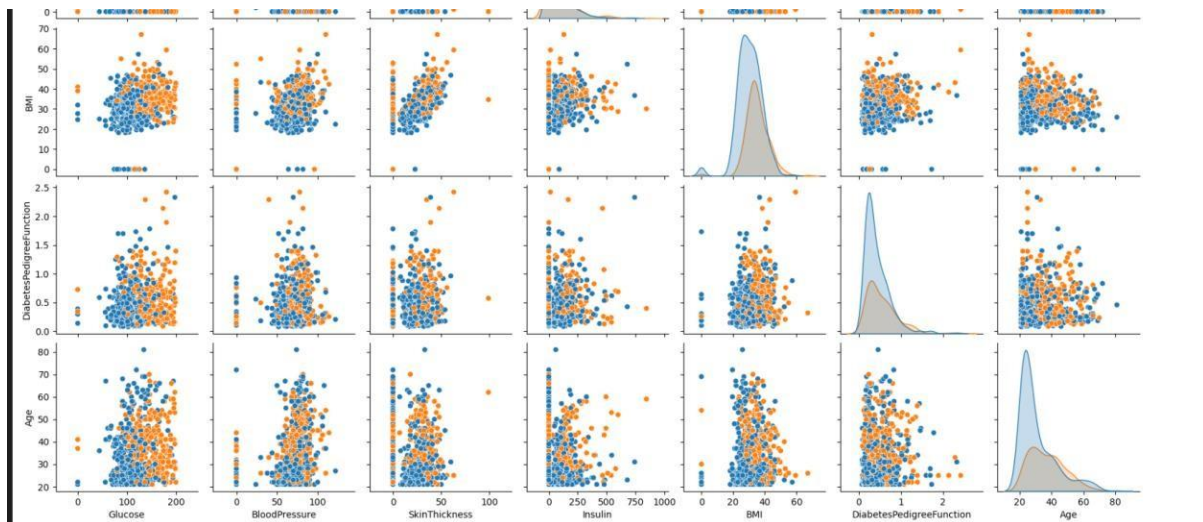 0
70
60
50
40
30
20
10
0
BMI
2.5
2.0
1.5
1.0
0.5
0.0
DiabetesPedigreeFunction
80
70
60
50
40
30
20
Age
0 100 200
0 50 100
0 50 100
0 250 500 750 1000
0 20 40 60
0 1 2
20 40 60 80
Glucose
BloodPressure
SkinThickness
Insulin
BMI
DiabetesPedigreeFunction
Age